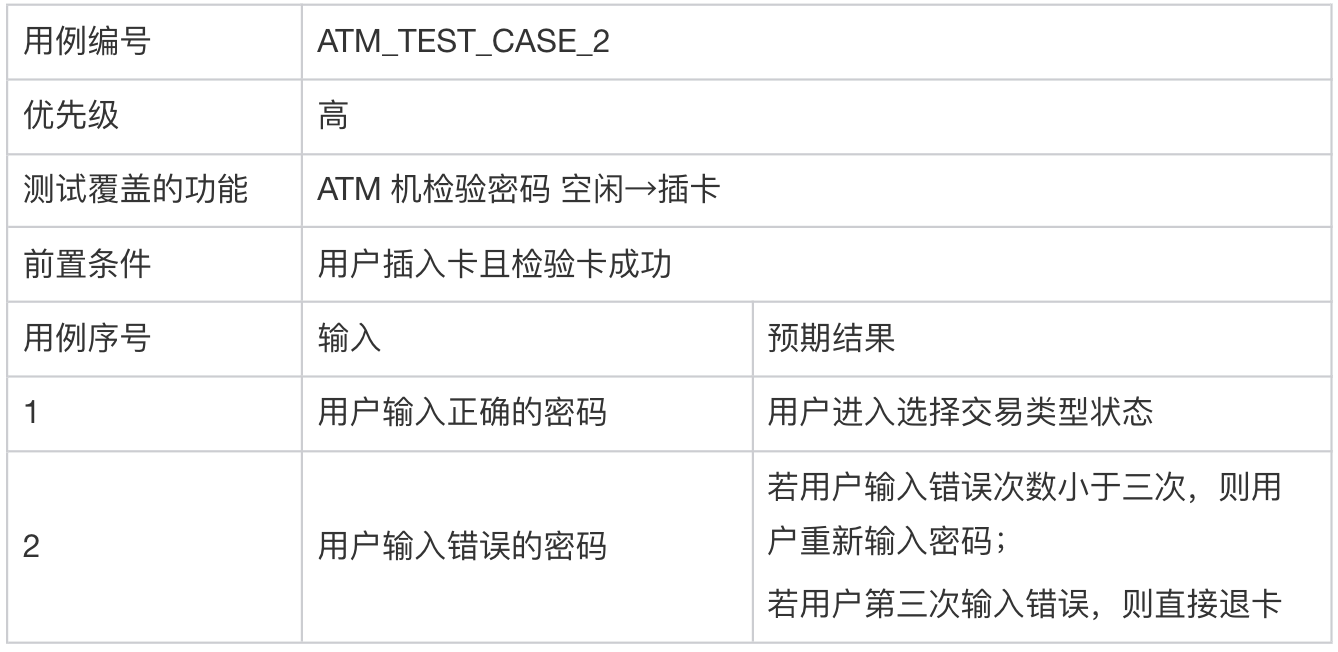 用例编号 ATM_TEST_CASE_2
优先级 高
测试覆盖的功能 ATM 机检验密码 空闲→插卡
前置条件 用户插入卡且检验卡成功
用例序号 输入 预期结果
1 用户输入正确的密码 用户进入选择交易类型状态
2 用户输入错误的密码 若用户输入错误次数小于三次，则用
户重新输入密码；
若用户第三次输入错误，则直接退卡